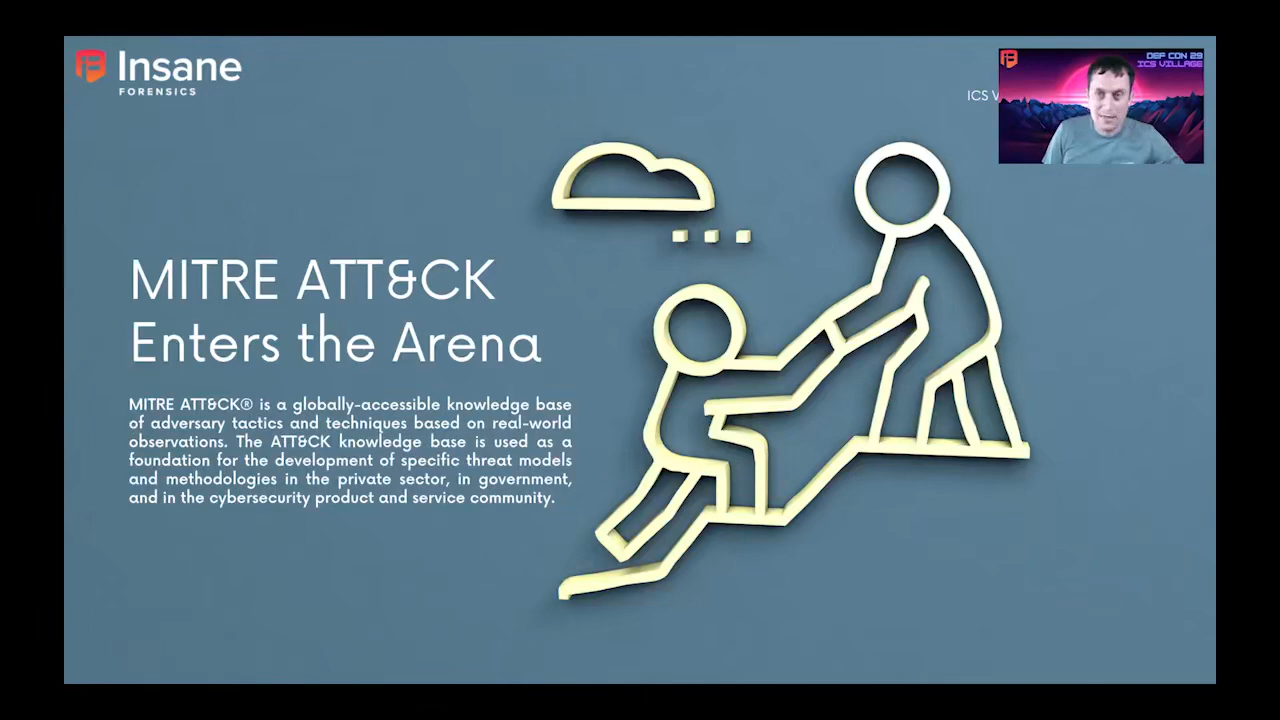 Insane
FORENSICS
DEF CON 29
ICS VILLAGE
ICS V
MITRE ATT&CK
Enters the Arena
MITRE ATT&CK® is a globally-accessible knowledge base
of adversary tactics and techniques based on real-world
observations. The ATT&CK knowledge base is used as a
foundation for the development of specific threat models
and methodologies in the private sector, in government,
and in the cybersecurity product and service community.